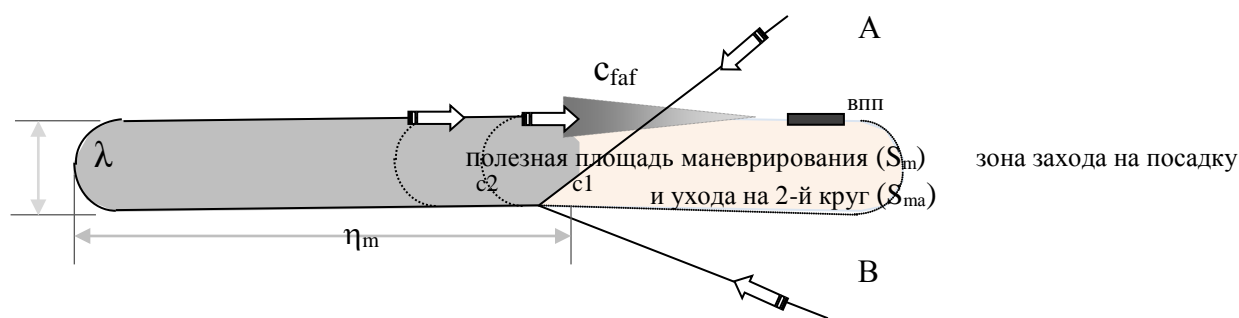 A
c_faf
впп
λ
полезная площадь маневрирования (S_m) зона захода на посадку
c2 c1
и ухода на 2-й круг (S_ma)
η_m
B